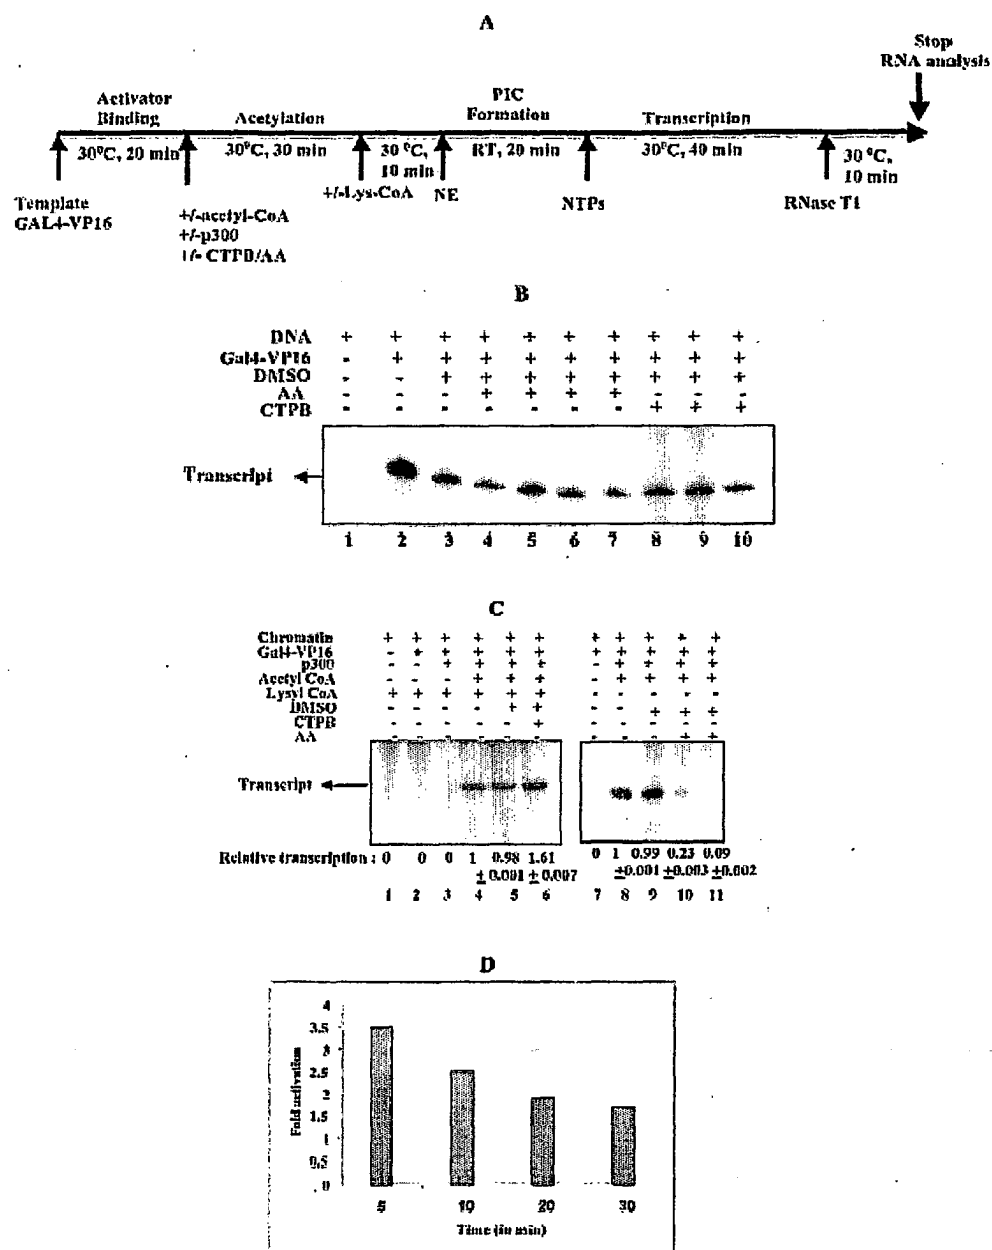 A
Stop
RNA analysis
Activator
Binding
Acetylation
PIC
Formation
Transcription
30⁰C, 20 min
30⁰C, 30 min
30 ⁰C,
10 min
RT, 20 min
30⁰C, 40 min
30 ⁰C,
10 min
Template
GAL4-VP16
+/-acetyl-CoA
+/-p300
+/- CTPB/AA
+/-Lys-CoA
NE
NTPs
RNase T1
B
DNA + + + + + + + + + +
Gal4-VP16 - + + + + + + + + +
DMSO - - + + + + + + + +
AA - - - + + + + - - -
CTPB - - - - - - - + + +
Transcript
1 2 3 4 5 6 7 8 9 10
C
Chromatin + + + + + + + + + + +
Gal4-VP16 - + + + + + + + + + +
p300 - - + + + + - + + + +
Acetyl CoA - - - + + + - + + + +
Lysyl CoA + + + + + + - - - - -
DMSO - - - - + + - - + + +
CTPB - - - - - + - - - - -
AA - - - - - - - - - + +
Transcript
Relative transcription : 0 0 0 1 0.98 1.61 0 1 0.99 0.23 0.09
± 0.001 ± 0.007 ±0.001 ±0.003 ±0.002
1 2 3 4 5 6 7 8 9 10 11
D
4
3.5
3
2.5
2
1.5
1
0.5
0
Fold activation
5 10 20 30
Time (in min)